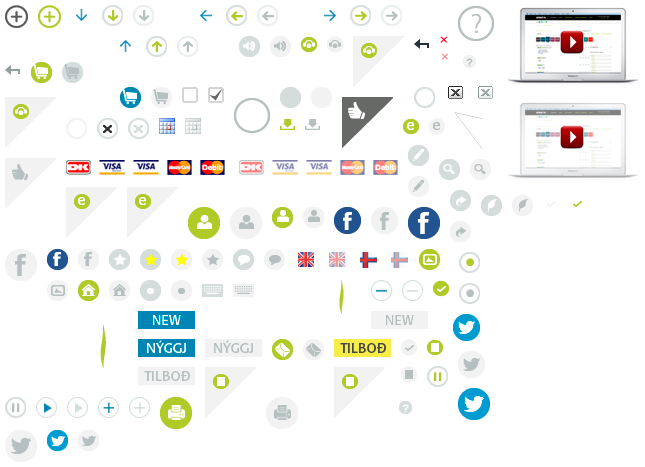 DK VISA VISA MasterCard Debit DK VISA VISA MasterCard Debit
NEW NEW
NÝGGJ NÝGGJ TILBOÐ
TILBOÐ